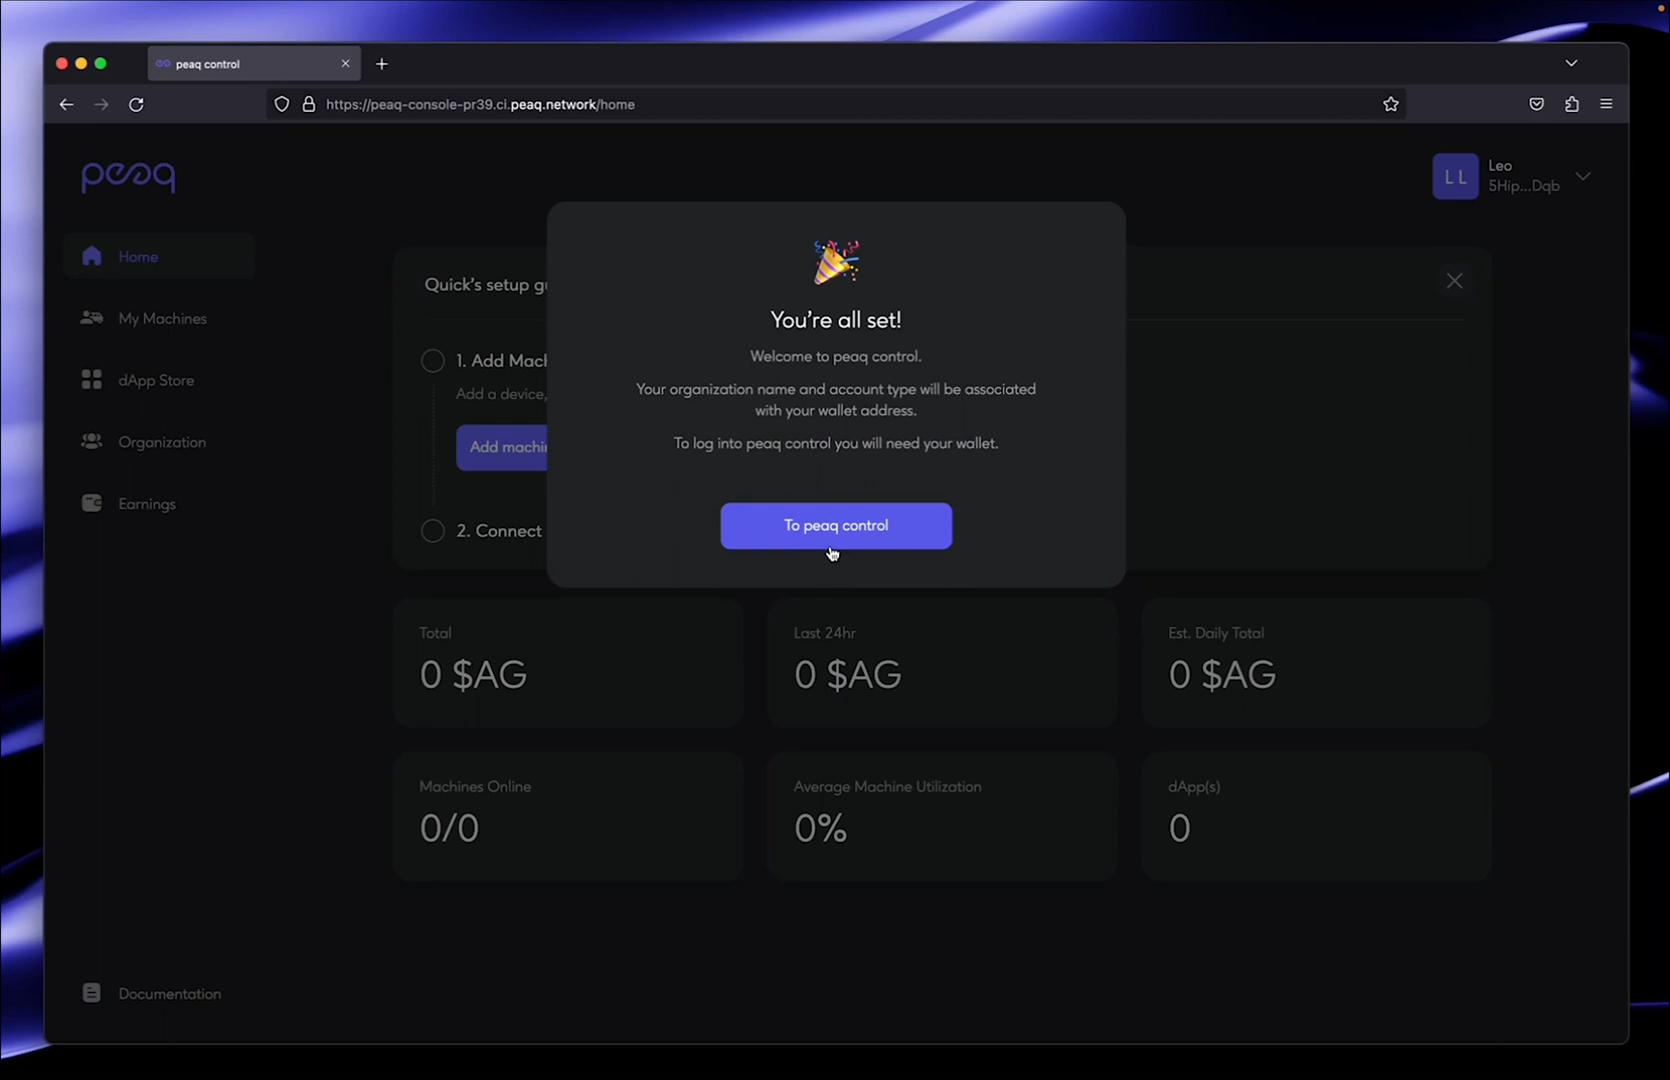 peaq control
https://peaq-console-pr39.ci.peaq.network/home
peaq
L L
Leo
5Hip...Dqb
Home
My Machines
dApp Store
Organization
Earnings
Documentation
Quick's setup
1. Add
Add a device,
Add
2. Connect
You're all set!
Welcome to peaq control.
Your organization name and account type will be associated
with your wallet address.
To log into peaq control you will need your wallet.
To peaq control
Total
0 $AG
Last 24hr
0 $AG
Est. Daily Total
0 $AG
Machines Online
0/0
Average Machine Utilization
0%
dApp(s)
0